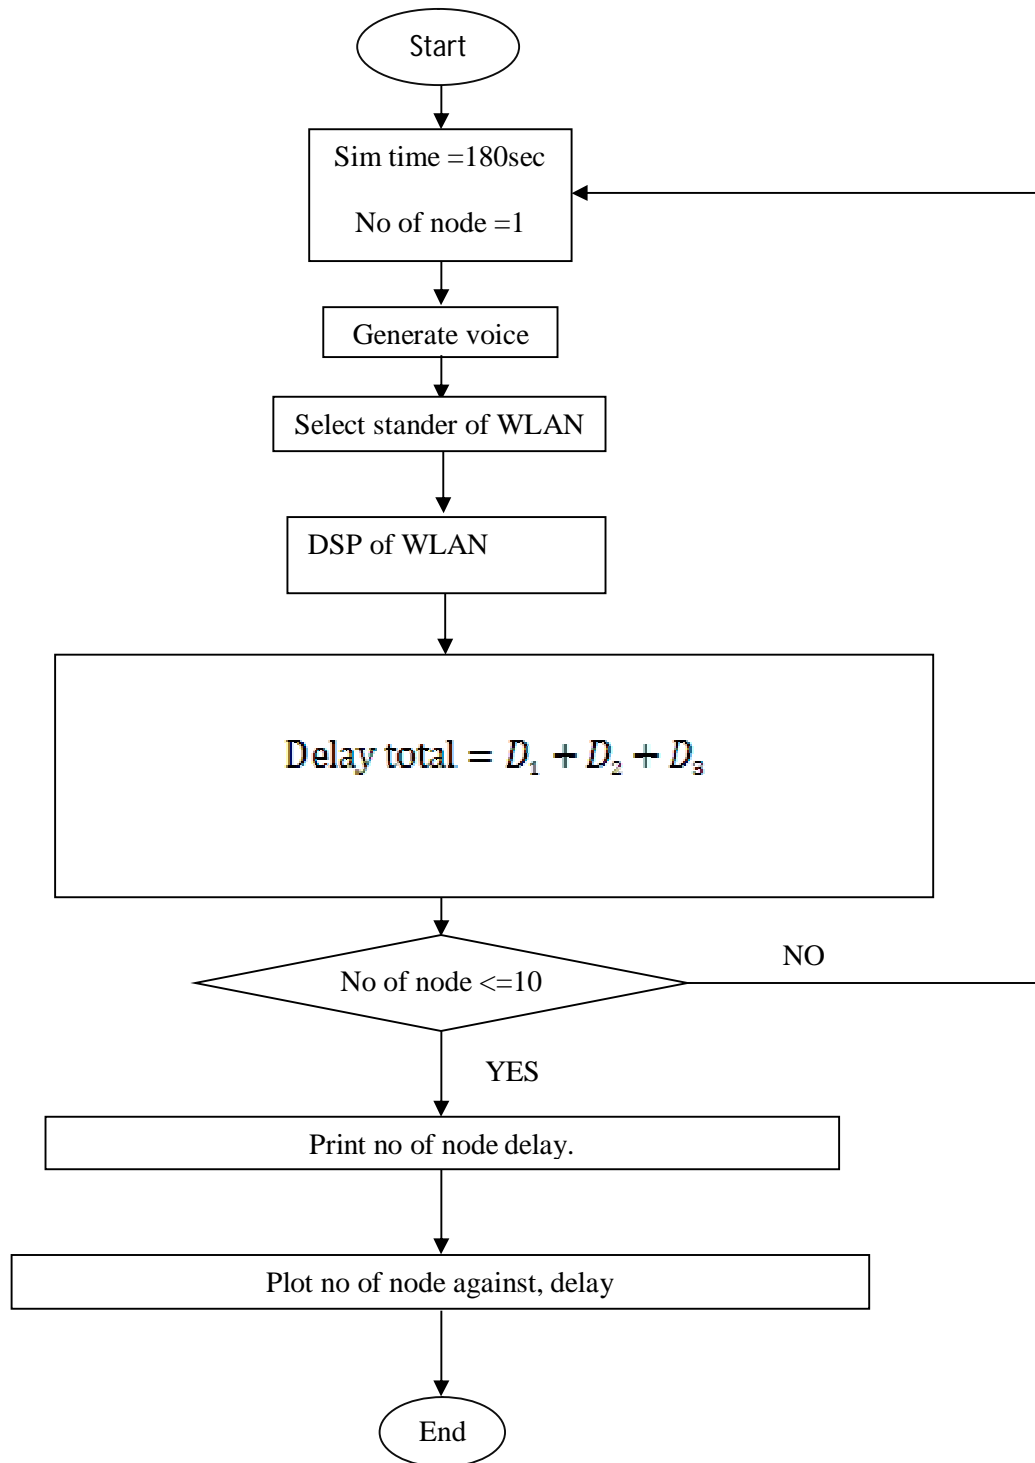 Start
Sim time =180sec
No of node =1
Generate voice
Select stander of WLAN
DSP of WLAN
Delay total = D₁ + D₂ + D₃
No of node <=10
NO
YES
Print no of node delay.
Plot no of node against, delay
End